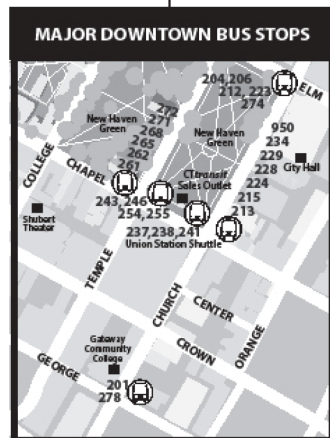 MAJOR DOWNTOWN BUS STOPS
204,206
212, 223
274
ELM
272
271
268
265
262
261
New Haven
Green
New Haven
Green
950
234
229
228
224
215
213
City Hall
COLLEGE
CHAPEL
CTtransit
Sales Outlet
243, 246
254, 255
237,238,241
Union Station Shuttle
Shubert
Theater
TEMPLE
CHURCH
CENTER
ORANGE
CROWN
Gateway
Community
College
GEORGE
201
278